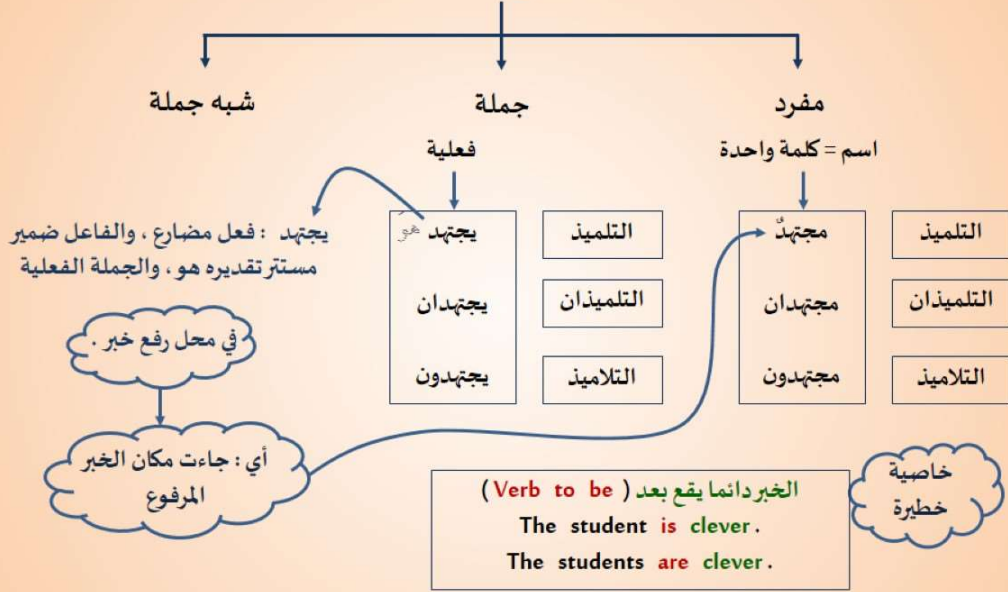 مفرد
جملة
شبه جملة
اسم = كلمة واحدة
فعلية
التلميذ
مجتهدٌ
التلميذ
يجتهد هو
يجتهد : فعل مضارع ، والفاعل ضمير
مستتر تقديره هو ، والجملة الفعلية
التلميذان
مجتهدان
التلميذان
يجتهدان
في محل رفع خبر .
التلاميذ
مجتهدون
التلاميذ
يجتهدون
أي : جاءت مكان الخبر
المرفوع
خاصية
خطيرة
الخبر دائما يقع بعد ( Verb to be )
The student is clever .
The students are clever .